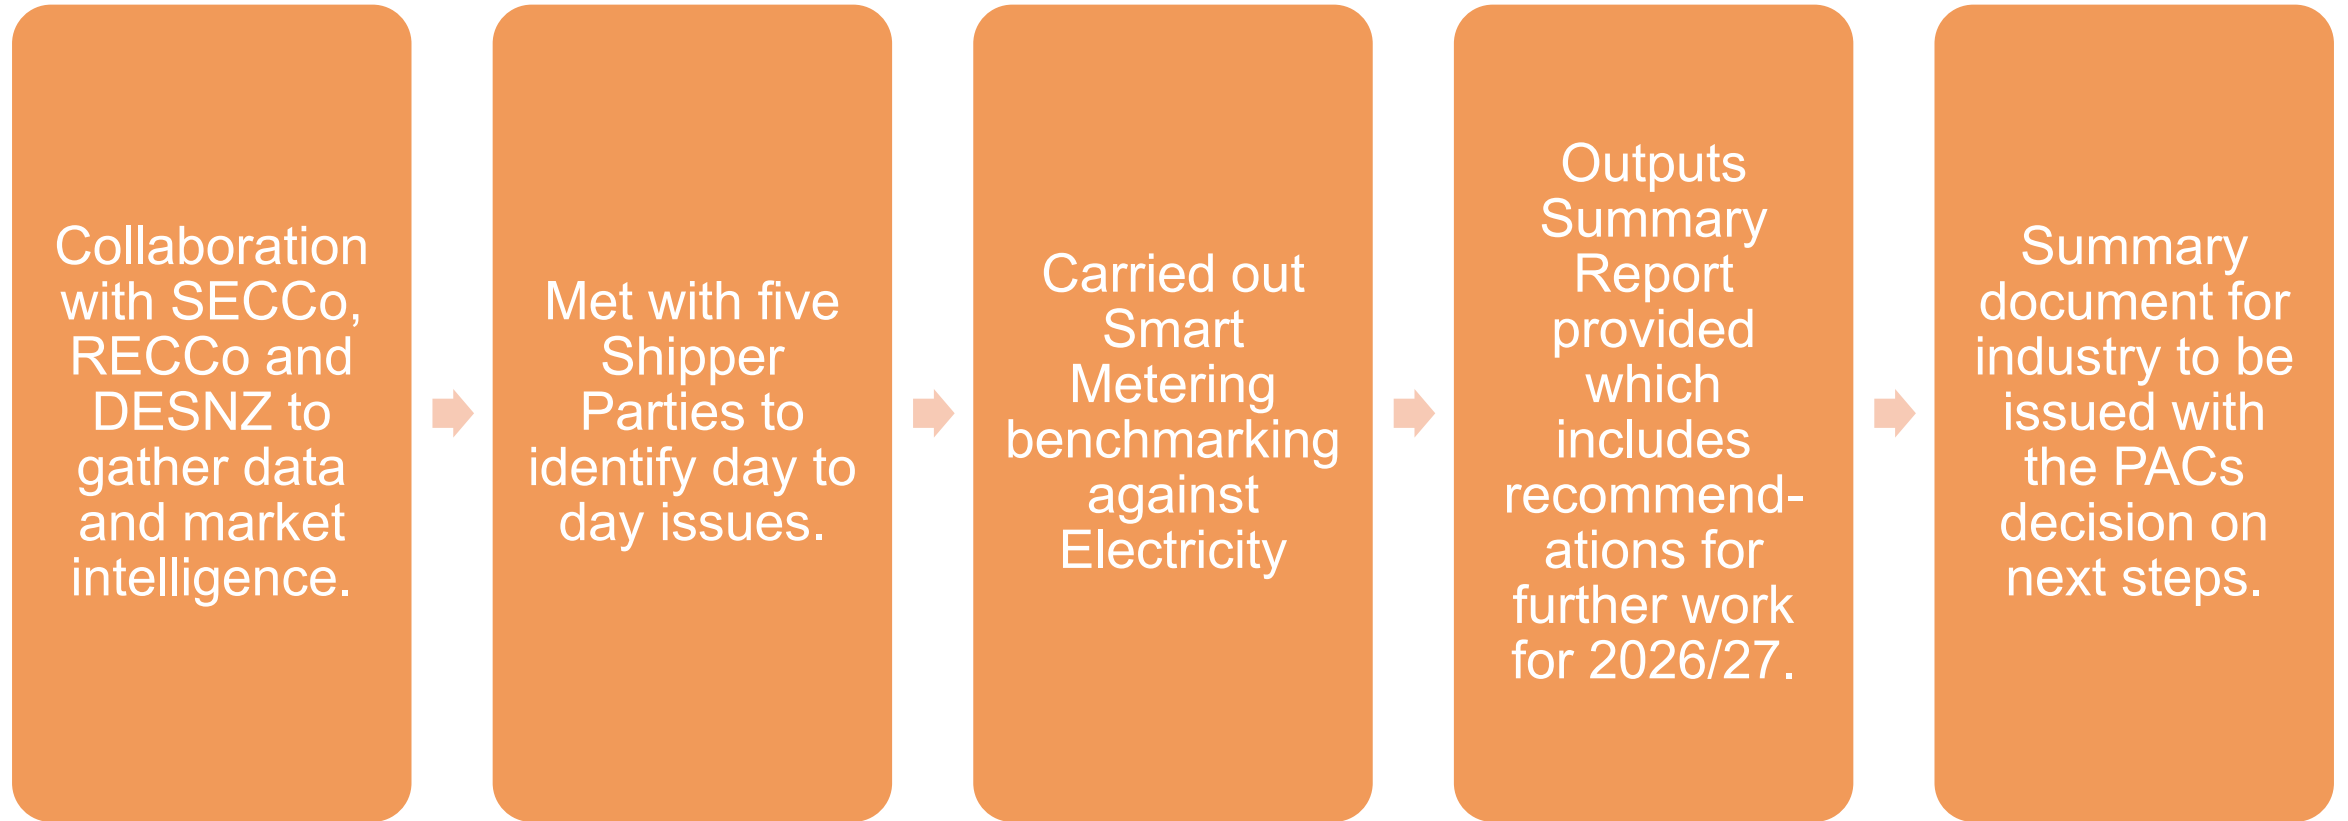 Collaboration
with SECCo,
RECCo and
DESNZ to
gather data
and market
intelligence.
Met with five
Shipper
Parties to
identify day to
day issues.
Carried out
Smart
Metering
benchmarking
against
Electricity
Outputs
Summary
Report
provided
which
includes
recommend-
ations for
further work
for 2026/27.
Summary
document for
industry to be
issued with
the PACs
decision on
next steps.